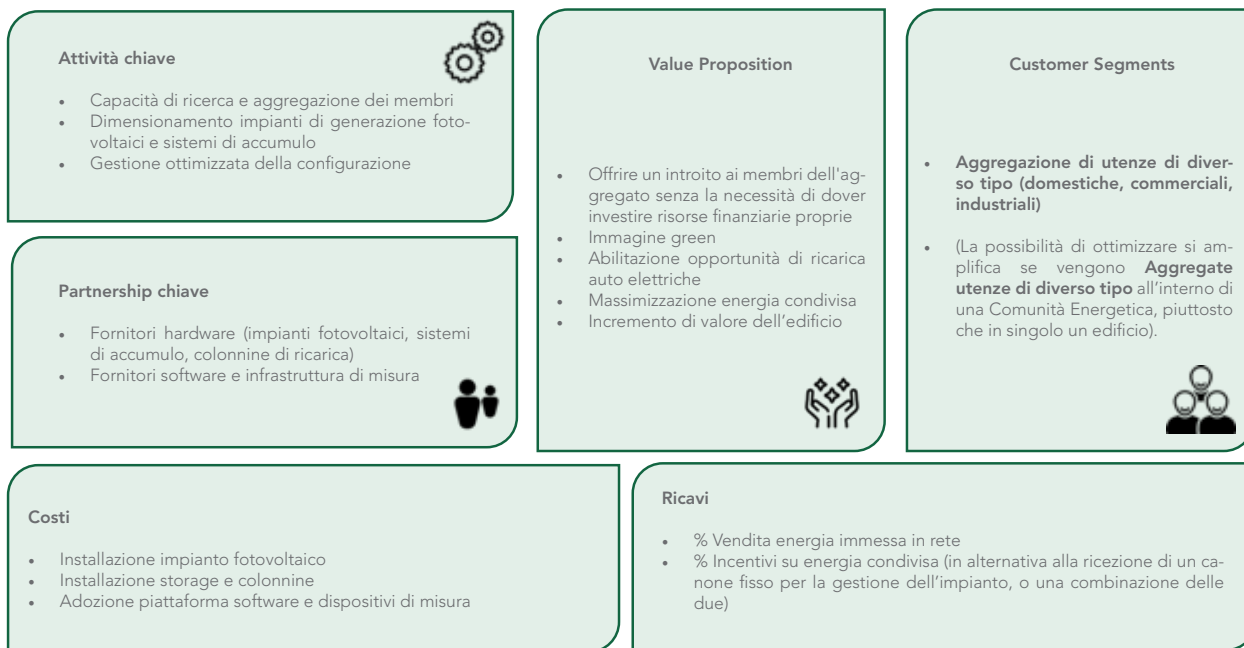 Attività chiave
• Capacità di ricerca e aggregazione dei membri
• Dimensionamento impianti di generazione foto-
voltaici e sistemi di accumulo
• Gestione ottimizzata della configurazione
Partnership chiave
• Fornitori hardware (impianti fotovoltaici, sistemi
di accumulo, colonnine di ricarica)
• Fornitori software e infrastruttura di misura
Value Proposition
• Offrire un introito ai membri dell'ag-
gregato senza la necessità di dover
investire risorse finanziarie proprie
• Immagine green
• Abilitazione opportunità di ricarica
auto elettriche
• Massimizzazione energia condivisa
• Incremento di valore dell'edificio
Customer Segments
• Aggregazione di utenze di diver-
so tipo (domestiche, commerciali,
industriali)
• (La possibilità di ottimizzare si am-
plifica se vengono Aggregate
utenze di diverso tipo all'interno di
una Comunità Energetica, piuttosto
che in singolo un edificio).
Costi
• Installazione impianto fotovoltaico
• Installazione storage e colonnine
• Adozione piattaforma software e dispositivi di misura
Ricavi
• % Vendita energia immessa in rete
• % Incentivi su energia condivisa (in alternativa alla ricezione di un ca-
none fisso per la gestione dell'impianto, o una combinazione delle
due)